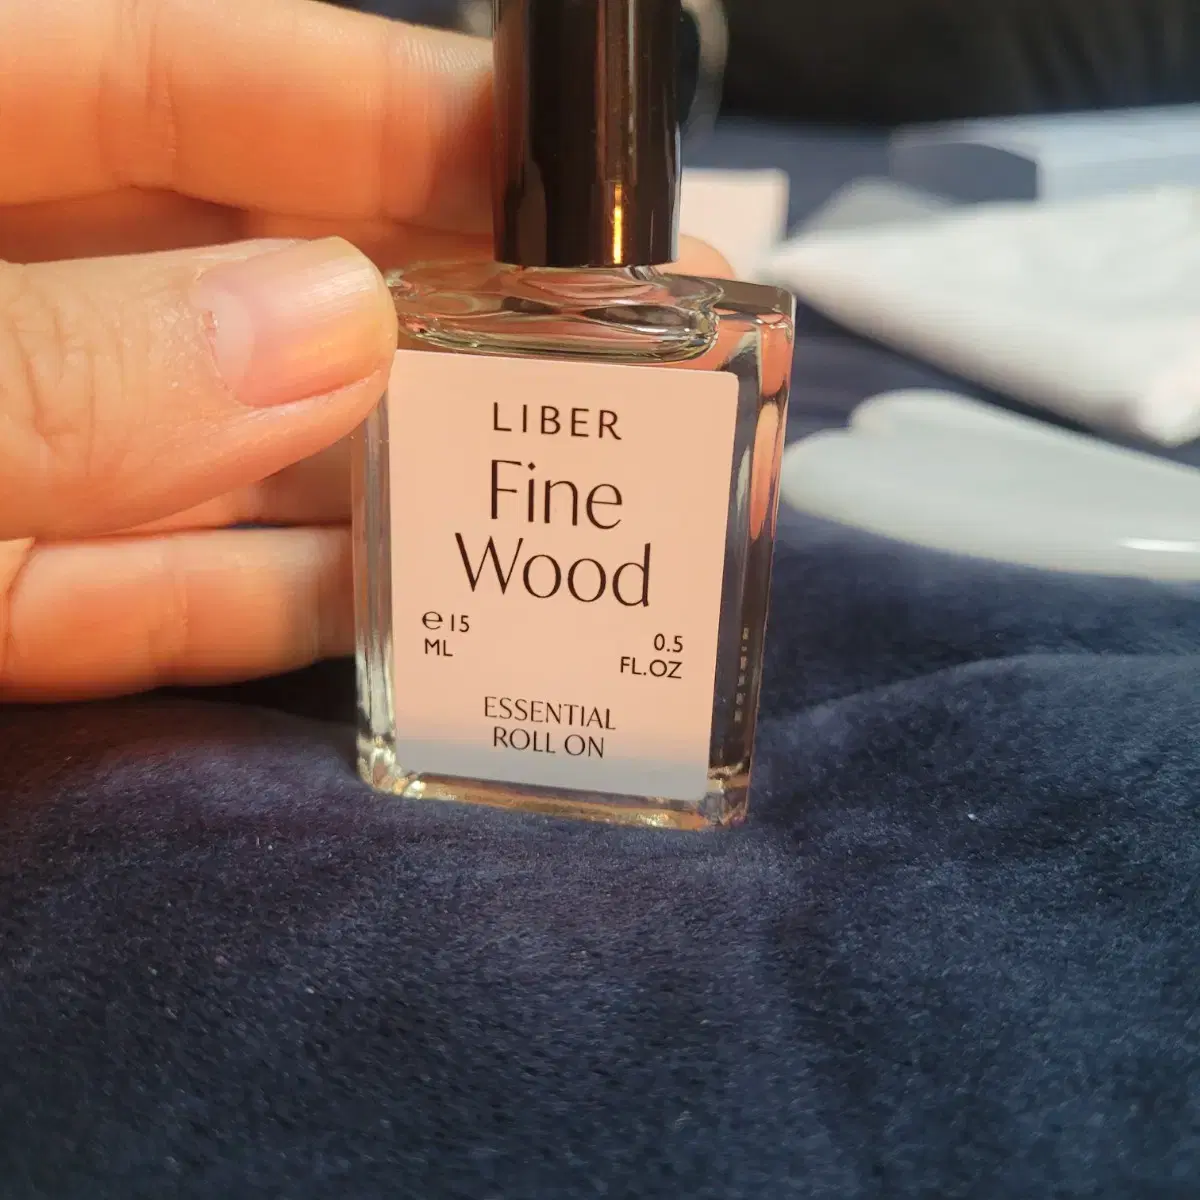 LIBER
Fine
Wood
℮15
ML
0.5
FL.OZ
ESSENTIAL
ROLL ON